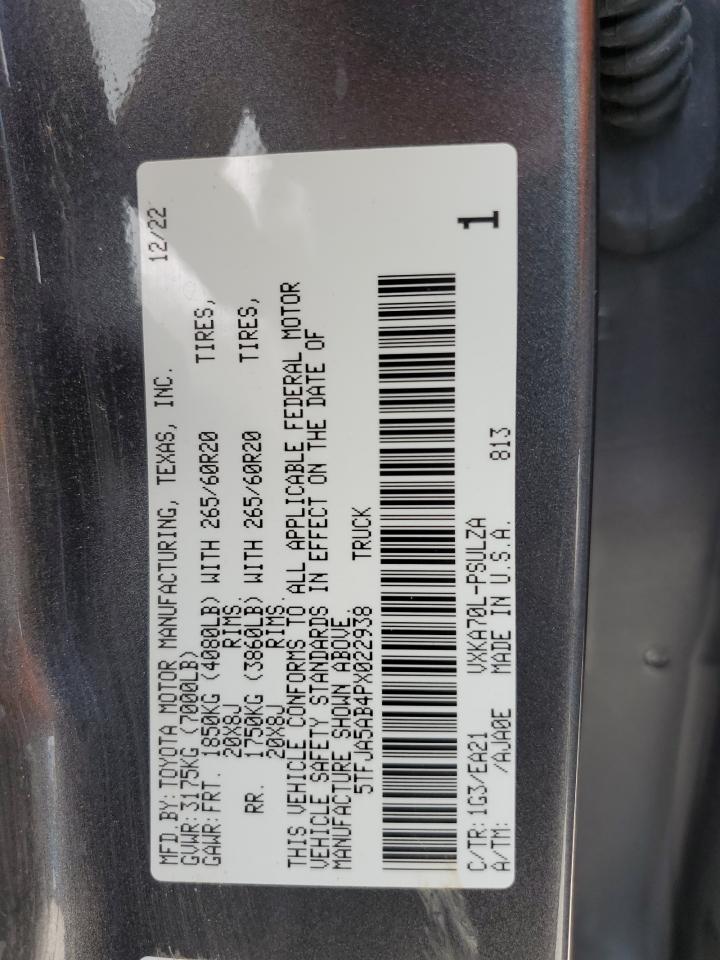 MFD.BY:TOYOTA MOTOR MANUFACTURING, TEXAS, INC. 12/22
GVWR:3175KG (7000LB)
GAWR:FRT. 1850KG (4080LB) WITH 265/60R20 TIRES,
20X8J RIMS.
RR. 1750KG (3860LB) WITH 265/60R20 TIRES,
20X8J RIMS.
THIS VEHICLE CONFORMS TO ALL APPLICABLE FEDERAL MOTOR
VEHICLE SAFETY STANDARDS IN EFFECT ON THE DATE OF
MANUFACTURE SHOWN ABOVE.
5TFJA5AB4PX022938 TRUCK
C/TR:1G3/EA21 VXKA70L-PSULZA 1
A/TM: /AJA0E MADE IN U.S.A. 813